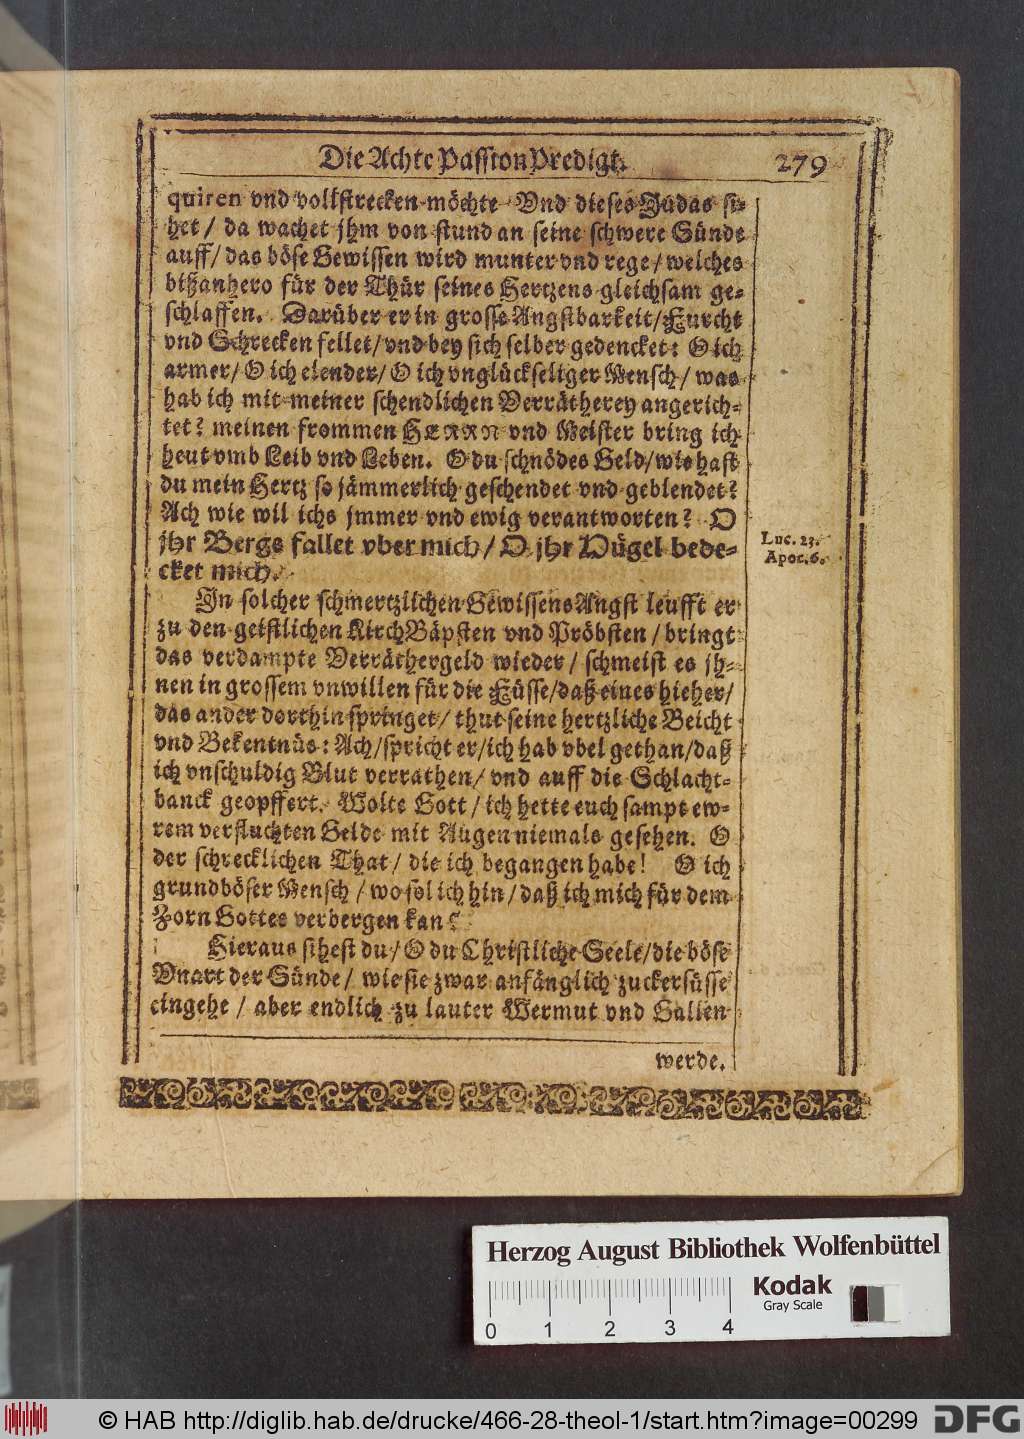 Die Achte Passion Predigt. 279
quiren vnd vollstrecken möchte Vnd dieses Judas si-
het / da wachet jhm von stund an seine schwere Sünde
auff / das böse Gewissen wird munter vnd rege / welches
bißanhero für der Thür seines Hertzens gleichsam ge-
schlaffen. Darüber er in grosse Angstbarkeit / Furcht
vnd Schrecken fellet / vnd bey sich selber gedencket: O ich
armer / O ich elender / O ich vnglückseliger Mensch / was
hab ich mit meiner schendlichen Verrätherey angerich-
tet? meinen frommen HERRN vnd Meister bring ich
heut vmb Leib vnd Leben. O du schnödes Geld / wie hast
du mein Hertz so jämmerlich geschendet vnd geblendet?
Ach wie wil ichs jmmer vnd ewig verantworten? O
jhr Berge fallet vber mich / O jhr Hügel bede-
cket mich.
Luc. 23.
Apoc. 6.
In solcher schmertzlichen Gewissens Angst leufft er
zu den geistlichen KirchBäpsten vnd Pröbsten / bringt
das verdampte Verräthergeld wieder / schmeist es jh-
nen in grossem vnwillen für die Füsse / daß eines hieher /
das ander dorthin springet / thut seine hertzliche Beicht
vnd Bekentnüs: Ach / spricht er / ich hab vbel gethan / daß
ich vnschuldig Blut verrathen / vnd auff die Schlacht-
banck geopffert. Wolte Gott / ich hette euch sampt ew-
rem verfluchten Gelde mit Augen niemals gesehen. O
der schrecklichen That / die ich begangen habe! O ich
grundböser Mensch / wo sol ich hin / daß ich mich für dem
Zorn Gottes verbergen kan?
Hieraus sihest du / O du Christliche Seele / die böse
Vnart der Sünde / wie sie zwar anfänglich zuckersüsse
eingehe / aber endlich zu lauter Wermut vnd Gallen
werde.
Herzog August Bibliothek Wolfenbüttel
Kodak
Gray Scale
0 1 2 3 4
© HAB http://diglib.hab.de/drucke/466-28-theol-1/start.htm?image=00299
DFG